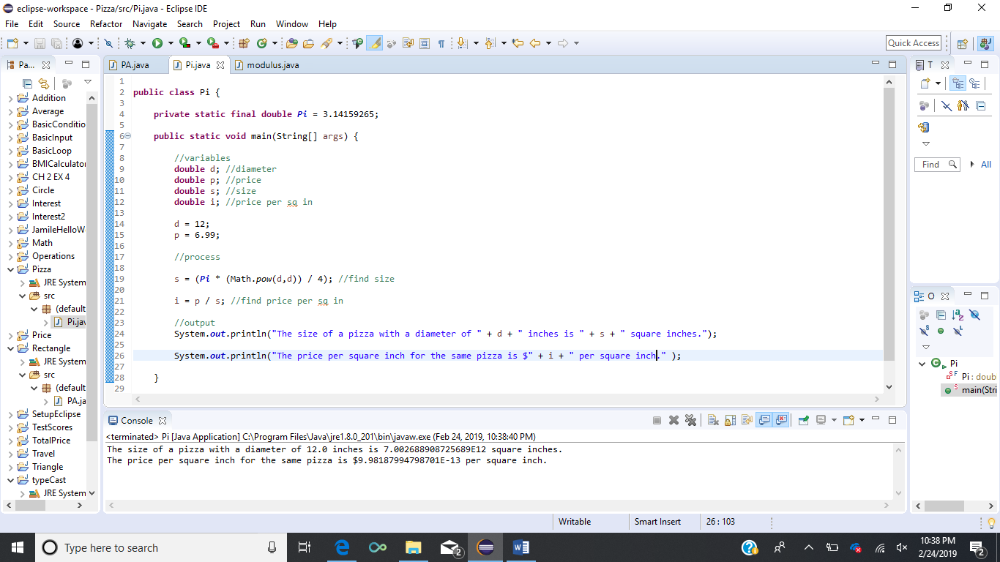 eclipse-workspace - Pizza/src/Pi.java - Eclipse IDE
File Edit Source Refactor Navigate Search Project Run Window Help
Quick Access
Pa...
PA.java Pi.java modulus.java
T
Addition
Average
BasicConditio
BasicInput
BasicLoop
BMICalculator
CH 2 EX 4
Circle
Interest
Interest2
JamileHelloW
Math
Operations
Pizza
JRE System
src
(default
Pi.jav
Price
Rectangle
JRE System
src
(default
PA.ja
SetupEclipse
TestScores
TotalPrice
Travel
Triangle
typeCast
JRE System
1
2 public class Pi {
3
4 private static final double Pi = 3.14159265;
5
6 public static void main(String[] args) {
7
8 //variables
9 double d; //diameter
10 double p; //price
11 double s; //size
12 double i; //price per sq in
13
14 d = 12;
15 p = 6.99;
16
17 //process
18
19 s = (Pi * (Math.pow(d,d)) / 4); //find size
20
21 i = p / s; //find price per sq in
22
23 //output
24 System.out.println("The size of a pizza with a diameter of " + d + " inches is " + s + " square inches.");
25
26 System.out.println("The price per square inch for the same pizza is $" + i + " per square inch." );
27
28 }
29
Find All
O
Pi
Pi : doub
main(Stri
Console
<terminated> Pi [Java Application] C:\Program Files\Java\jre1.8.0_201\bin\javaw.exe (Feb 24, 2019, 10:38:40 PM)
The size of a pizza with a diameter of 12.0 inches is 7.002688908725689E12 square inches.
The price per square inch for the same pizza is $9.98187994798701E-13 per square inch.
Writable Smart Insert 26 : 103
Type here to search
2
10:38 PM
2/24/2019
2